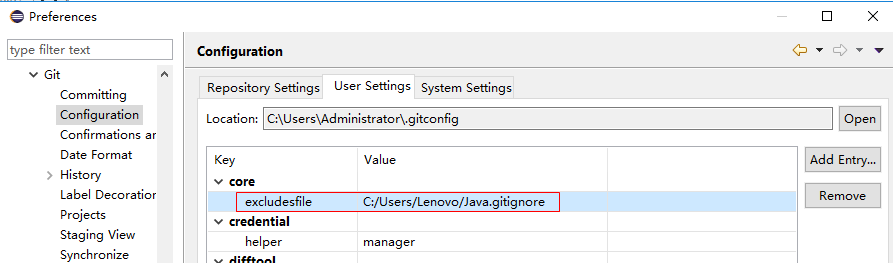 Preferences
type filter text
Git
Committing
Configuration
Confirmations ar
Date Format
History
Label Decoration
Projects
Staging View
Synchronize
Configuration
Repository Settings
User Settings
System Settings
Location:
C:\Users\Administrator\.gitconfig
Open
Key
Value
Add Entry...
core
excludesfile
C:/Users/Lenovo/Java.gitignore
Remove
credential
helper
manager
difftool